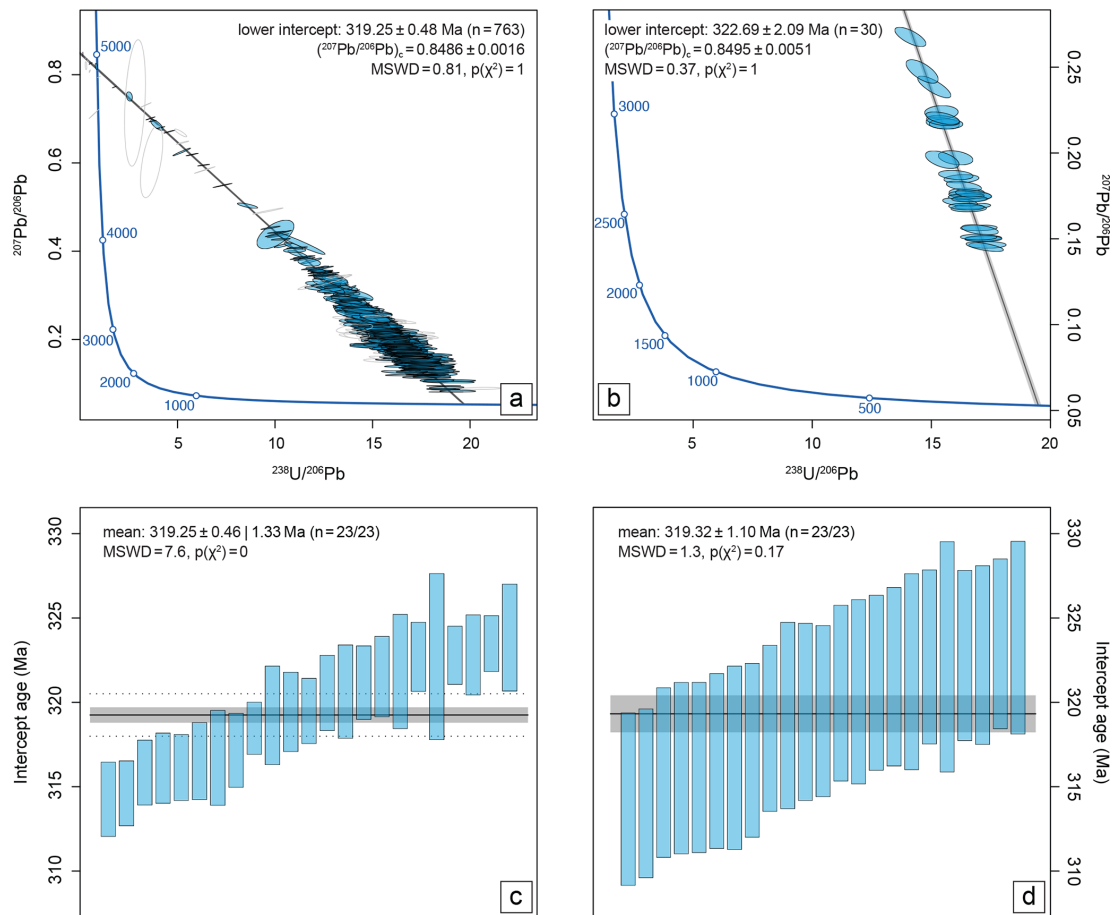 lower intercept: 319.25 ± 0.48 Ma (n = 763)
(²⁰⁷Pb/²⁰⁶Pb)c = 0.8486 ± 0.0016
MSWD = 0.81, p(χ²) = 1
5000
4000
3000
2000
1000
0.8
0.6
0.4
0.2
²⁰⁷Pb/²⁰⁶Pb
5
10
15
20
²³⁸U/²⁰⁶Pb
a
lower intercept: 322.69 ± 2.09 Ma (n = 30)
(²⁰⁷Pb/²⁰⁶Pb)c = 0.8495 ± 0.0051
MSWD = 0.37, p(χ²) = 1
3000
2500
2000
1500
1000
500
0.25
0.20
0.15
0.10
0.05
²⁰⁷Pb/²⁰⁶Pb
5
10
15
20
²³⁸U/²⁰⁶Pb
b
mean: 319.25 ± 0.46 | 1.33 Ma (n = 23/23)
MSWD = 7.6, p(χ²) = 0
330
325
320
315
310
Intercept age (Ma)
c
mean: 319.32 ± 1.10 Ma (n = 23/23)
MSWD = 1.3, p(χ²) = 0.17
330
325
320
315
310
Intercept age (Ma)
d